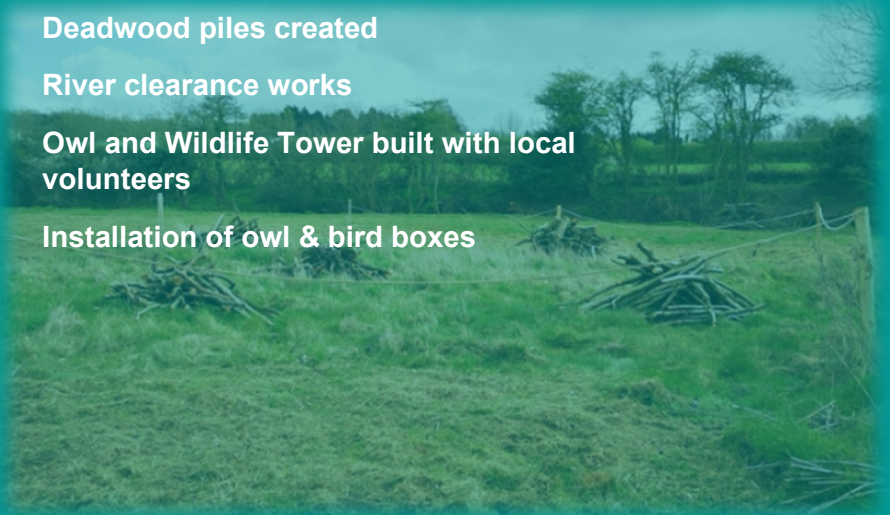 Deadwood piles created
River clearance works
Owl and Wildlife Tower built with local
volunteers
Installation of owl & bird boxes